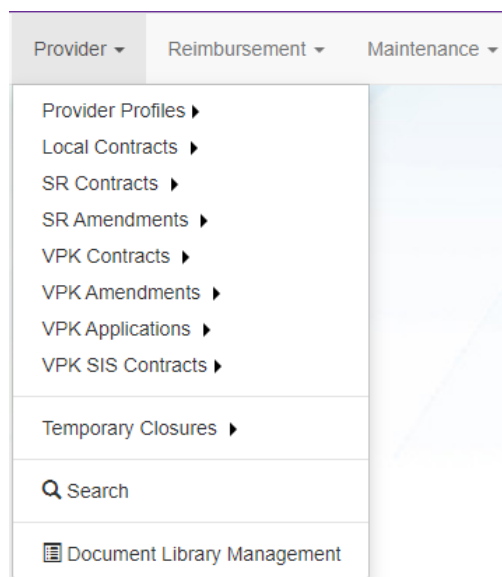 Provider Reimbursement Maintenance
Provider Profiles
Local Contracts
SR Contracts
SR Amendments
VPK Contracts
VPK Amendments
VPK Applications
VPK SIS Contracts
Temporary Closures
Search
Document Library Management